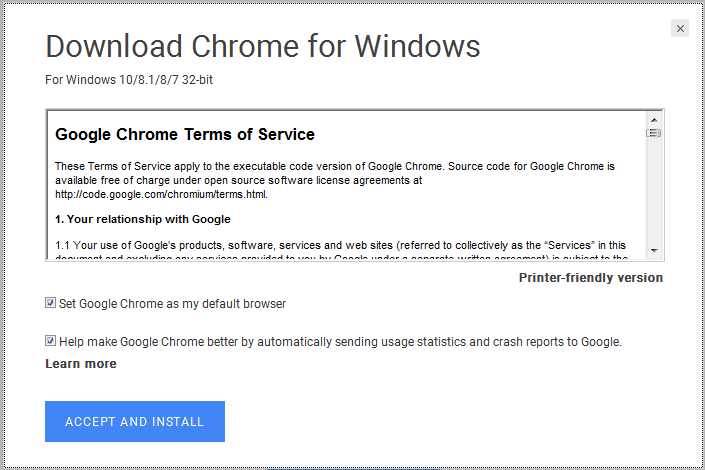 Download Chrome for Windows
For Windows 10/8.1/8/7 32-bit
Google Chrome Terms of Service
These Terms of Service apply to the executable code version of Google Chrome. Source code for Google Chrome is
available free of charge under open source software license agreements at
http://code.google.com/chromium/terms.html.
1. Your relationship with Google
1.1 Your use of Google's products, software, services and web sites (referred to collectively as the “Services” in this
document and excluding any services provided to you by Google under a separate written agreement) is subject to the
Printer-friendly version
Set Google Chrome as my default browser
Help make Google Chrome better by automatically sending usage statistics and crash reports to Google.
Learn more
ACCEPT AND INSTALL